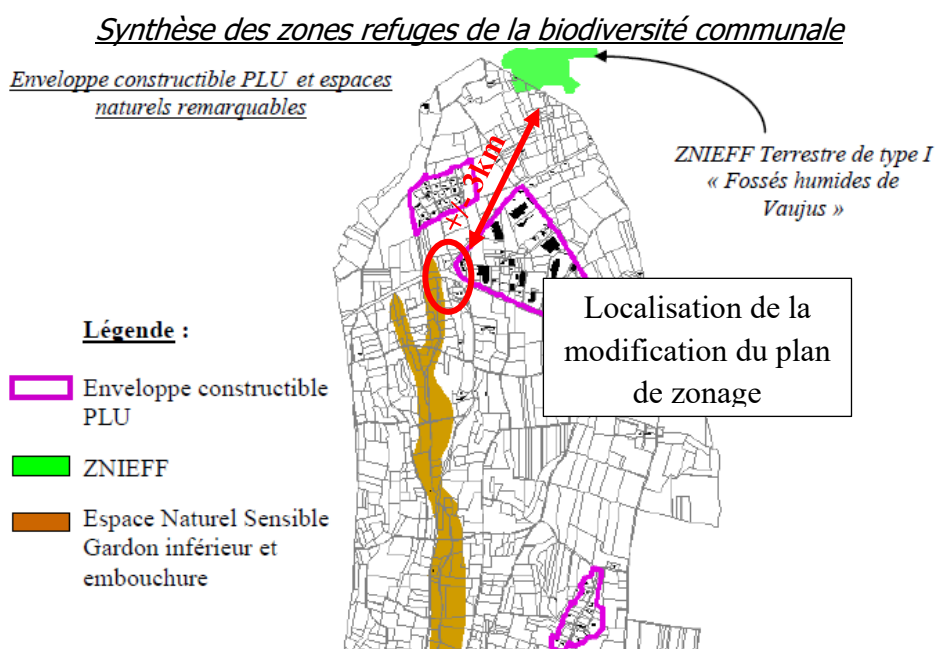 Synthèse des zones refuges de la biodiversité communale
Enveloppe constructible PLU et espaces
naturels remarquables
ZNIEFF Terrestre de type I
« Fossés humides de
Vaujus »
+/- 3km
Localisation de la
modification du plan
de zonage
Légende :
Enveloppe constructible
PLU
ZNIEFF
Espace Naturel Sensible
Gardon inférieur et
embouchure